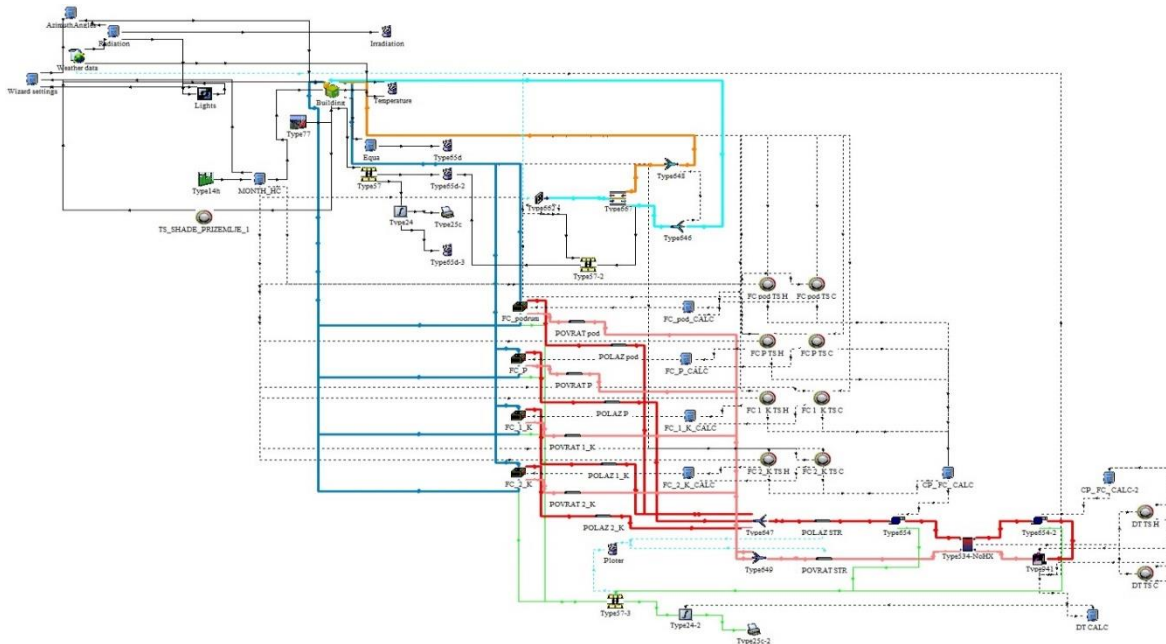 AzimuthAngles
Radiation
Irradiation
Weather data
Wizard settings
Lights
Building
Temperature
Type77
Equa
Type65d
Type648
Type57
Type65d-2
Type14h
MONTH_HC
Type667
Type24
Type25c
Type646
TS_SHADE_PRIZEMLJE_1
Type65d-3
Type57-2
FC pod TS H
FC pod TS C
FC_podrum
FC_pod_CALC
POVRAT pod
FC P TS H
FC P TS C
POLAZ pod
FC_P
FC_P_CALC
POVRAT P
FC 1_K TS H
FC 1_K TS C
POLAZ P
FC_1_K
FC_1_K_CALC
POVRAT 1_K
FC 2_K TS H
FC 2_K TS C
POLAZ 1_K
FC_2_K
FC_2_K_CALC
CP_FC_CALC
CP_FC_CALC-2
POVRAT 2_K
DT TS H
POLAZ 2_K
Type647
POLAZ STR
Type654
Type654-2
Type534-NoHX
Ploter
Type649
POVRAT STR
Type941
DT TS C
Type57-3
Type24-2
DT CALC
Type25c-2